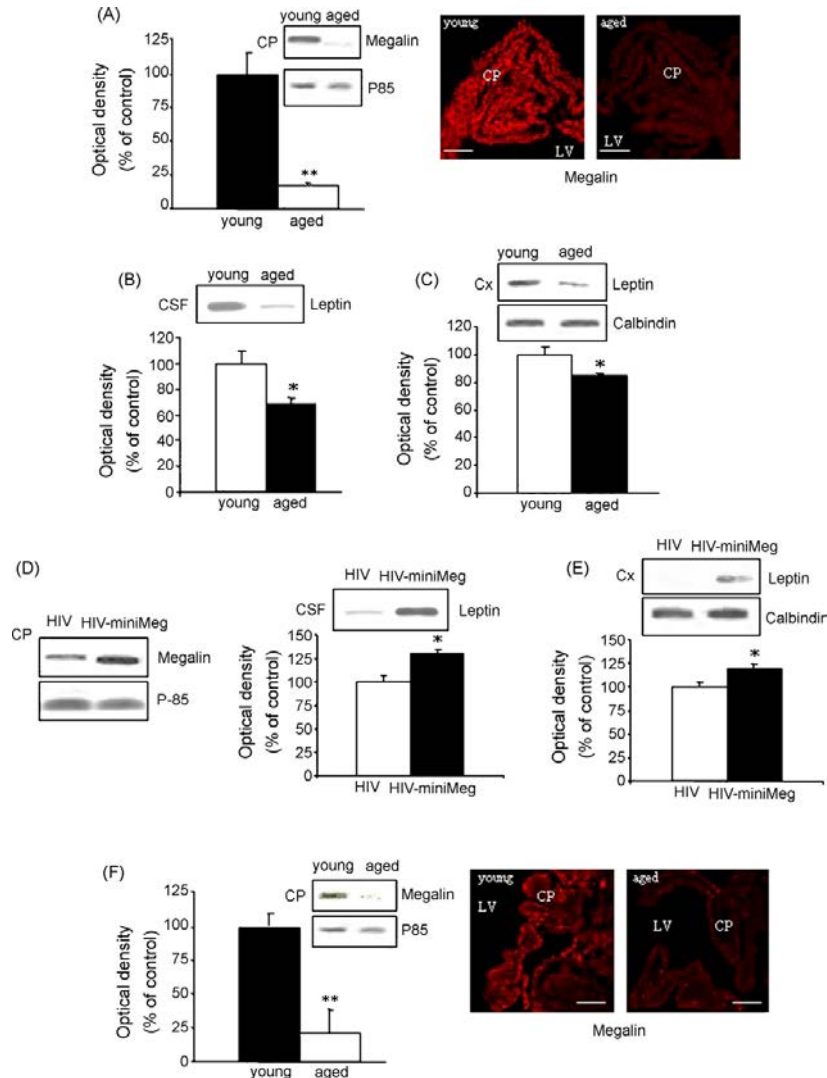 (A)
young aged
CP Megalin
P85
Optical density
(% of control)
125
100
75
50
25
0
**
young aged
young
CP
LV
aged
CP
LV
Megalin
(B)
young aged
CSF Leptin
Optical density
(% of control)
120
100
80
60
40
20
0
*
young aged
(C)
young aged
Cx Leptin
Calbindin
Optical density
(% of control)
120
100
80
60
40
20
0
*
young aged
(D)
HIV HIV-miniMeg
CP Megalin
P-85
HIV HIV-miniMeg
CSF Leptin
Optical density
(% of control)
150
125
100
75
50
25
0
*
HIV HIV-miniMeg
(E)
HIV HIV-miniMeg
Cx Leptin
Calbindin
Optical density
(% of control)
150
125
100
75
50
25
0
*
HIV HIV-miniMeg
(F)
young aged
CP Megalin
P85
Optical density
(% of control)
125
100
75
50
25
0
**
young aged
young
CP
LV
aged
LV CP
Megalin